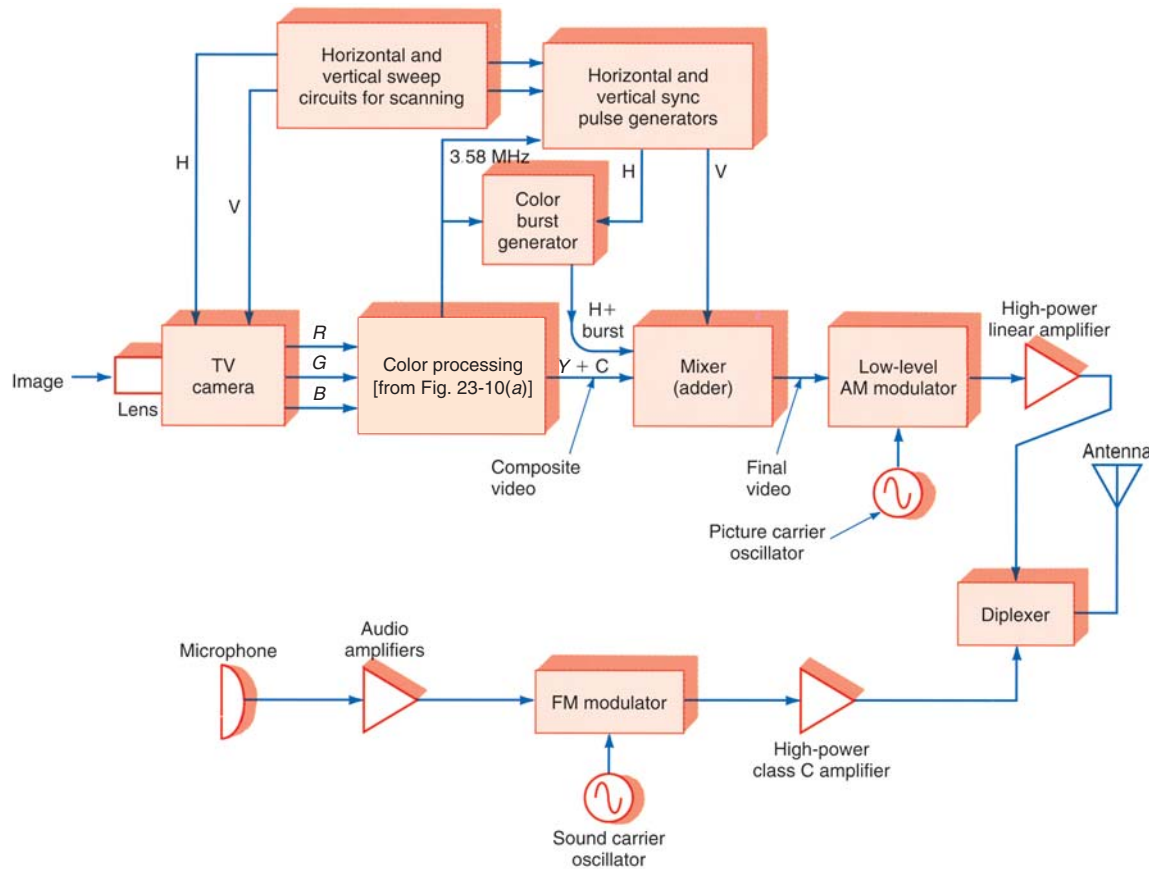 Horizontal and
vertical sweep
circuits for scanning
Horizontal and
vertical sync
pulse generators
3.58 MHz
H
V
H
V
Color
burst
generator
H+
burst
High-power
linear amplifier
Image
Lens
TV
camera
R
G
B
Color processing
[from Fig. 23-10(a)]
Y + C
Mixer
(adder)
Low-level
AM modulator
Composite
video
Final
video
Antenna
Picture carrier
oscillator
Diplexer
Microphone
Audio
amplifiers
FM modulator
High-power
class C amplifier
Sound carrier
oscillator